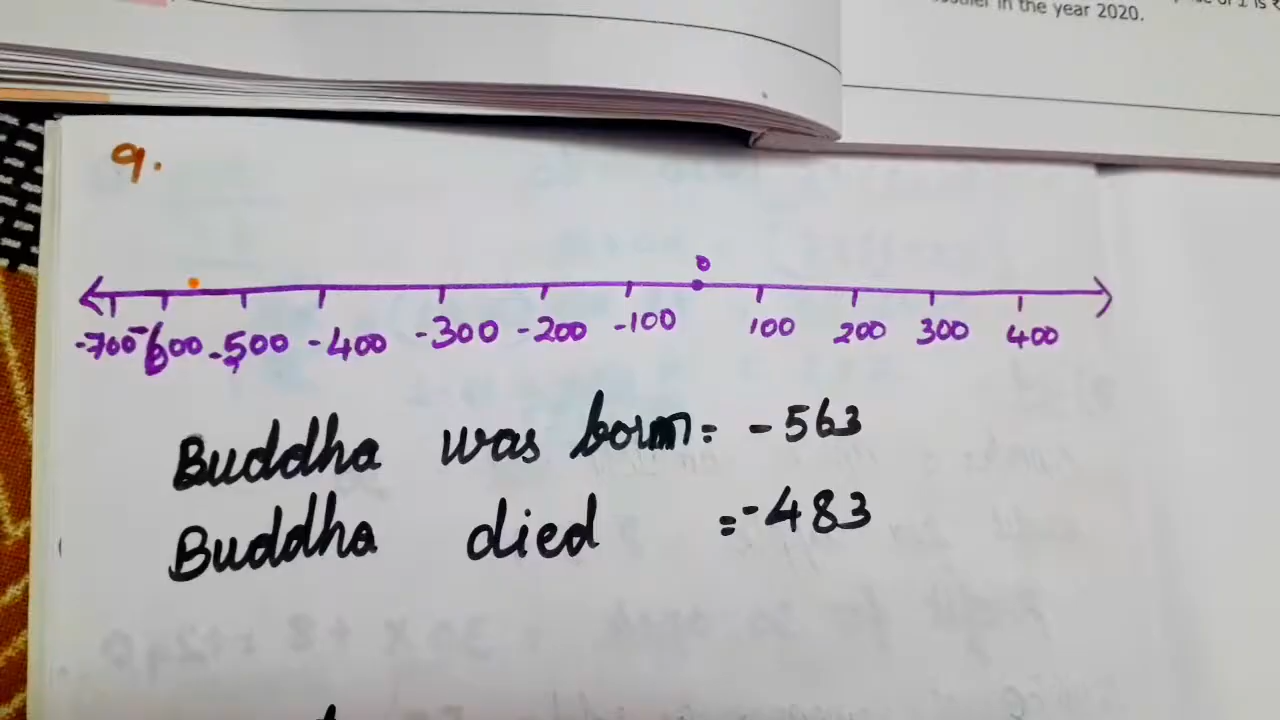 in the year 2020.
9.
0
-700 -600 -500 -400 -300 -200 -100 100 200 300 400
Buddha was born = -563
Buddha died = -483